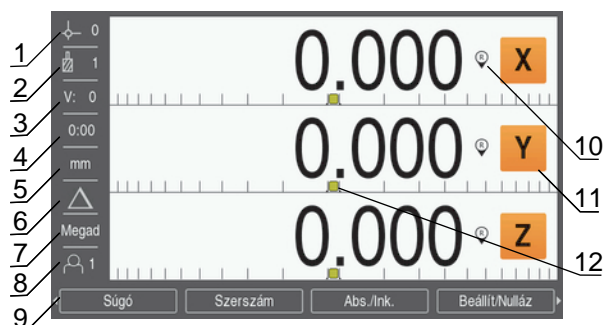 1
2
3
4
5
6
7
8
9
0
1
V: 0
0:00
mm
Megad
1
0.000 R X
0.000 R Y
0.000 R Z
10
11
12
Súgó Szerszám Abs./Ink. Beállít/Nulláz